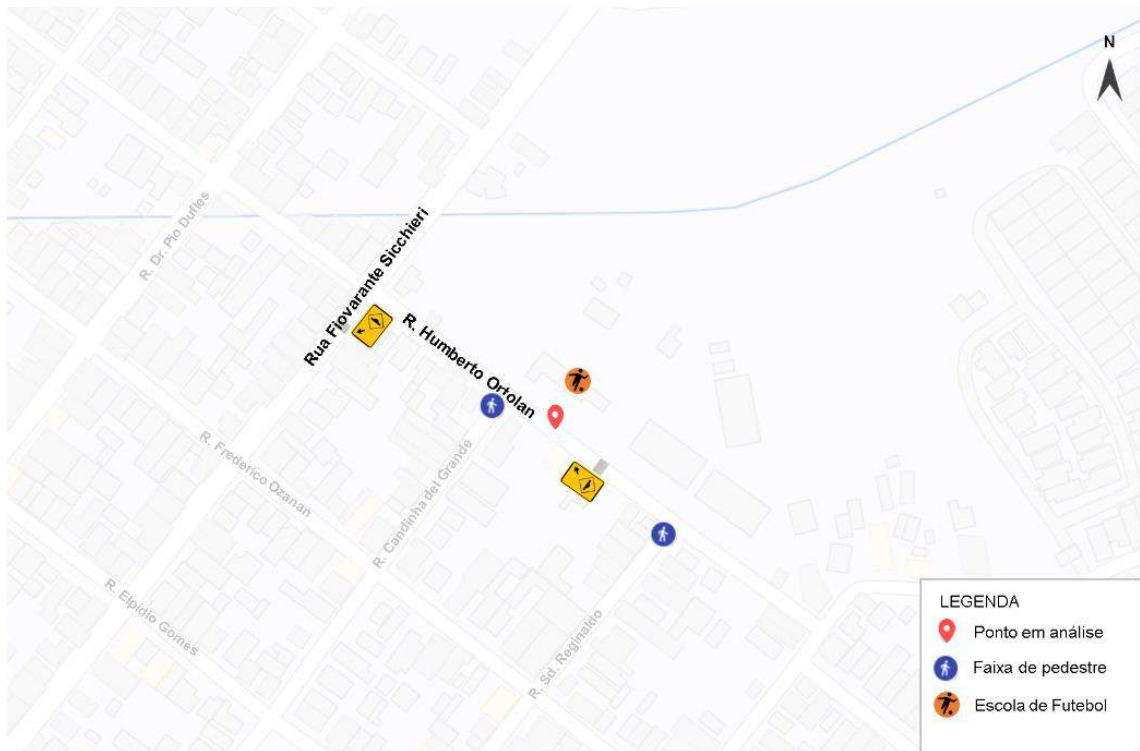 N
R. Dr. Pio Dufles
Rua Fiovarante Sicchieri
R. Humberto Ortolan
R. Frederico Ozanan
R. Candinha del Grande
R. Elpidio Gomes
R. Sd. Reginaldo
LEGENDA
Ponto em análise
Faixa de pedestre
Escola de Futebol